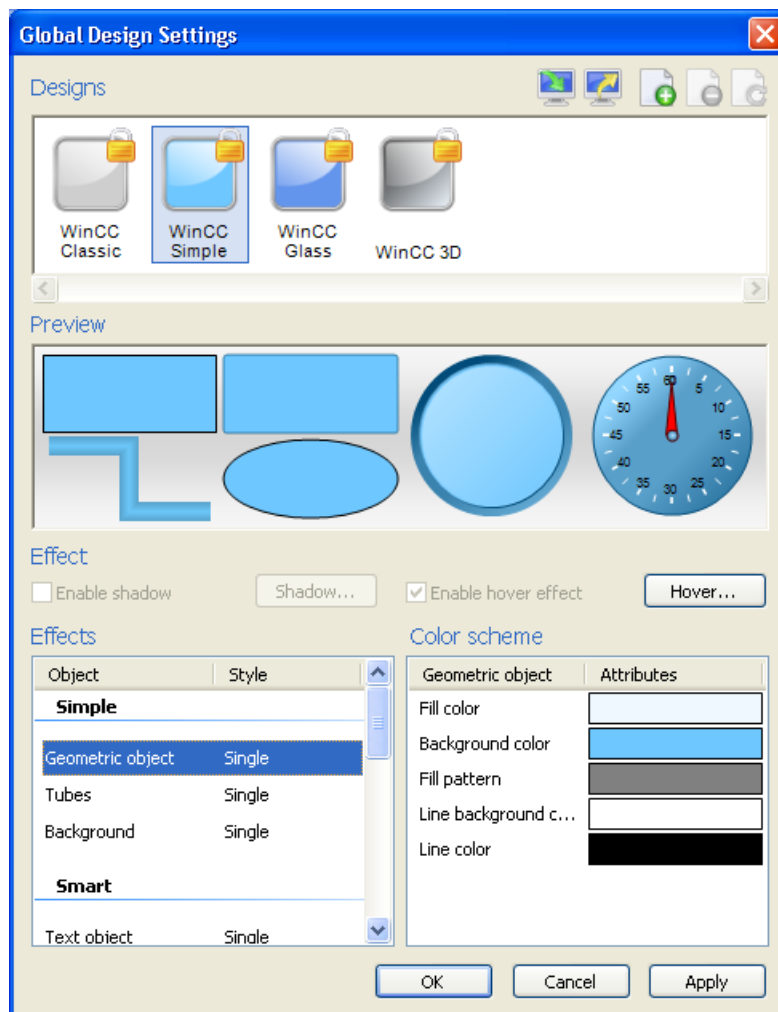 Global Design Settings
Designs
WinCC Classic
WinCC Simple
WinCC Glass
WinCC 3D
Preview
60 5 10 15 20 25 30 35 40 45 50 55
Effect
Enable shadow Shadow... Enable hover effect Hover...
Effects
Object Style
Simple
Geometric object Single
Tubes Single
Background Single
Smart
Text object Single
Color scheme
Geometric object Attributes
Fill color
Background color
Fill pattern
Line background c...
Line color
OK Cancel Apply